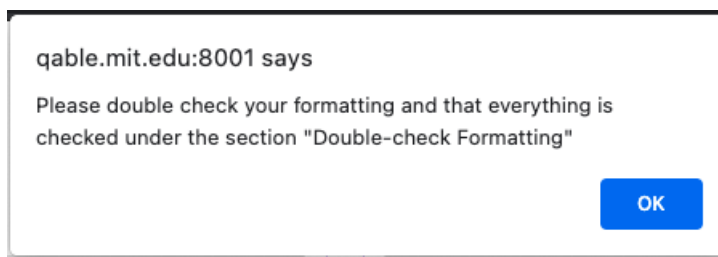 qable.mit.edu:8001 says
Please double check your formatting and that everything is
checked under the section "Double-check Formatting"
OK